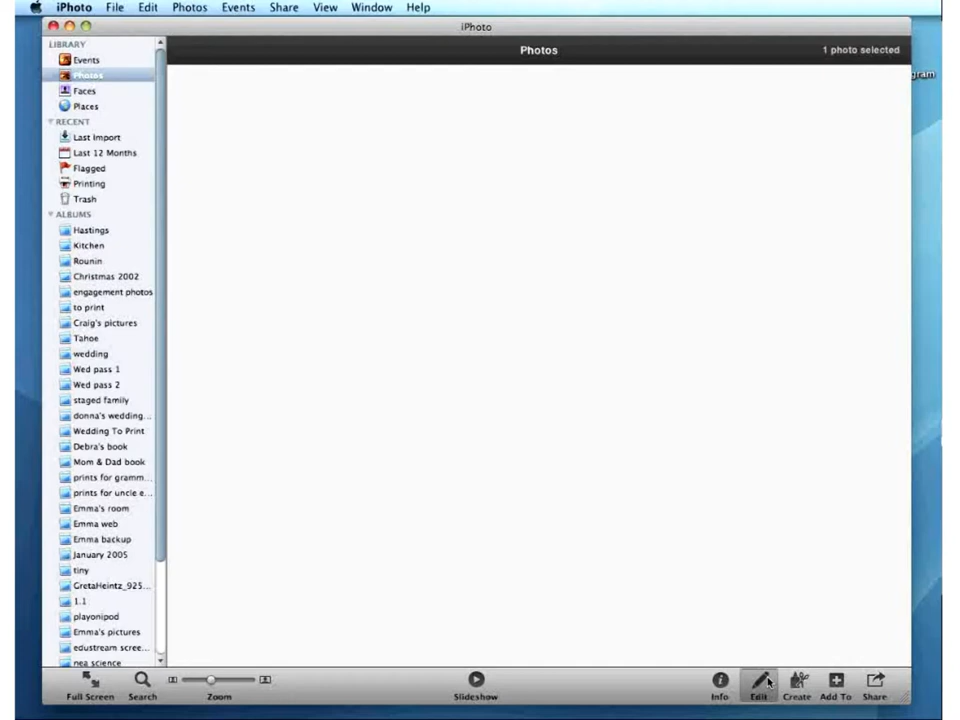 iPhoto File Edit Photos Events Share View Window Help
iPhoto
LIBRARY
Events
Photos
Faces
Places
RECENT
Last Import
Last 12 Months
Flagged
Printing
Trash
ALBUMS
Hastings
Kitchen
Rounin
Christmas 2002
engagement photos
to print
Craig's pictures
Tahoe
wedding
Wed pass 1
Wed pass 2
staged family
donna's wedding...
Wedding To Print
Debra's book
Mom & Dad book
prints for gramm...
prints for uncle e...
Emma's room
Emma web
Emma backup
January 2005
tiny
GretaHeintz_925...
1.1
playonipod
Emma's pictures
edustream scree...
nea science
Photos 1 photo selected
gram
Full Screen Search Zoom Slideshow Info Edit Create Add To Share